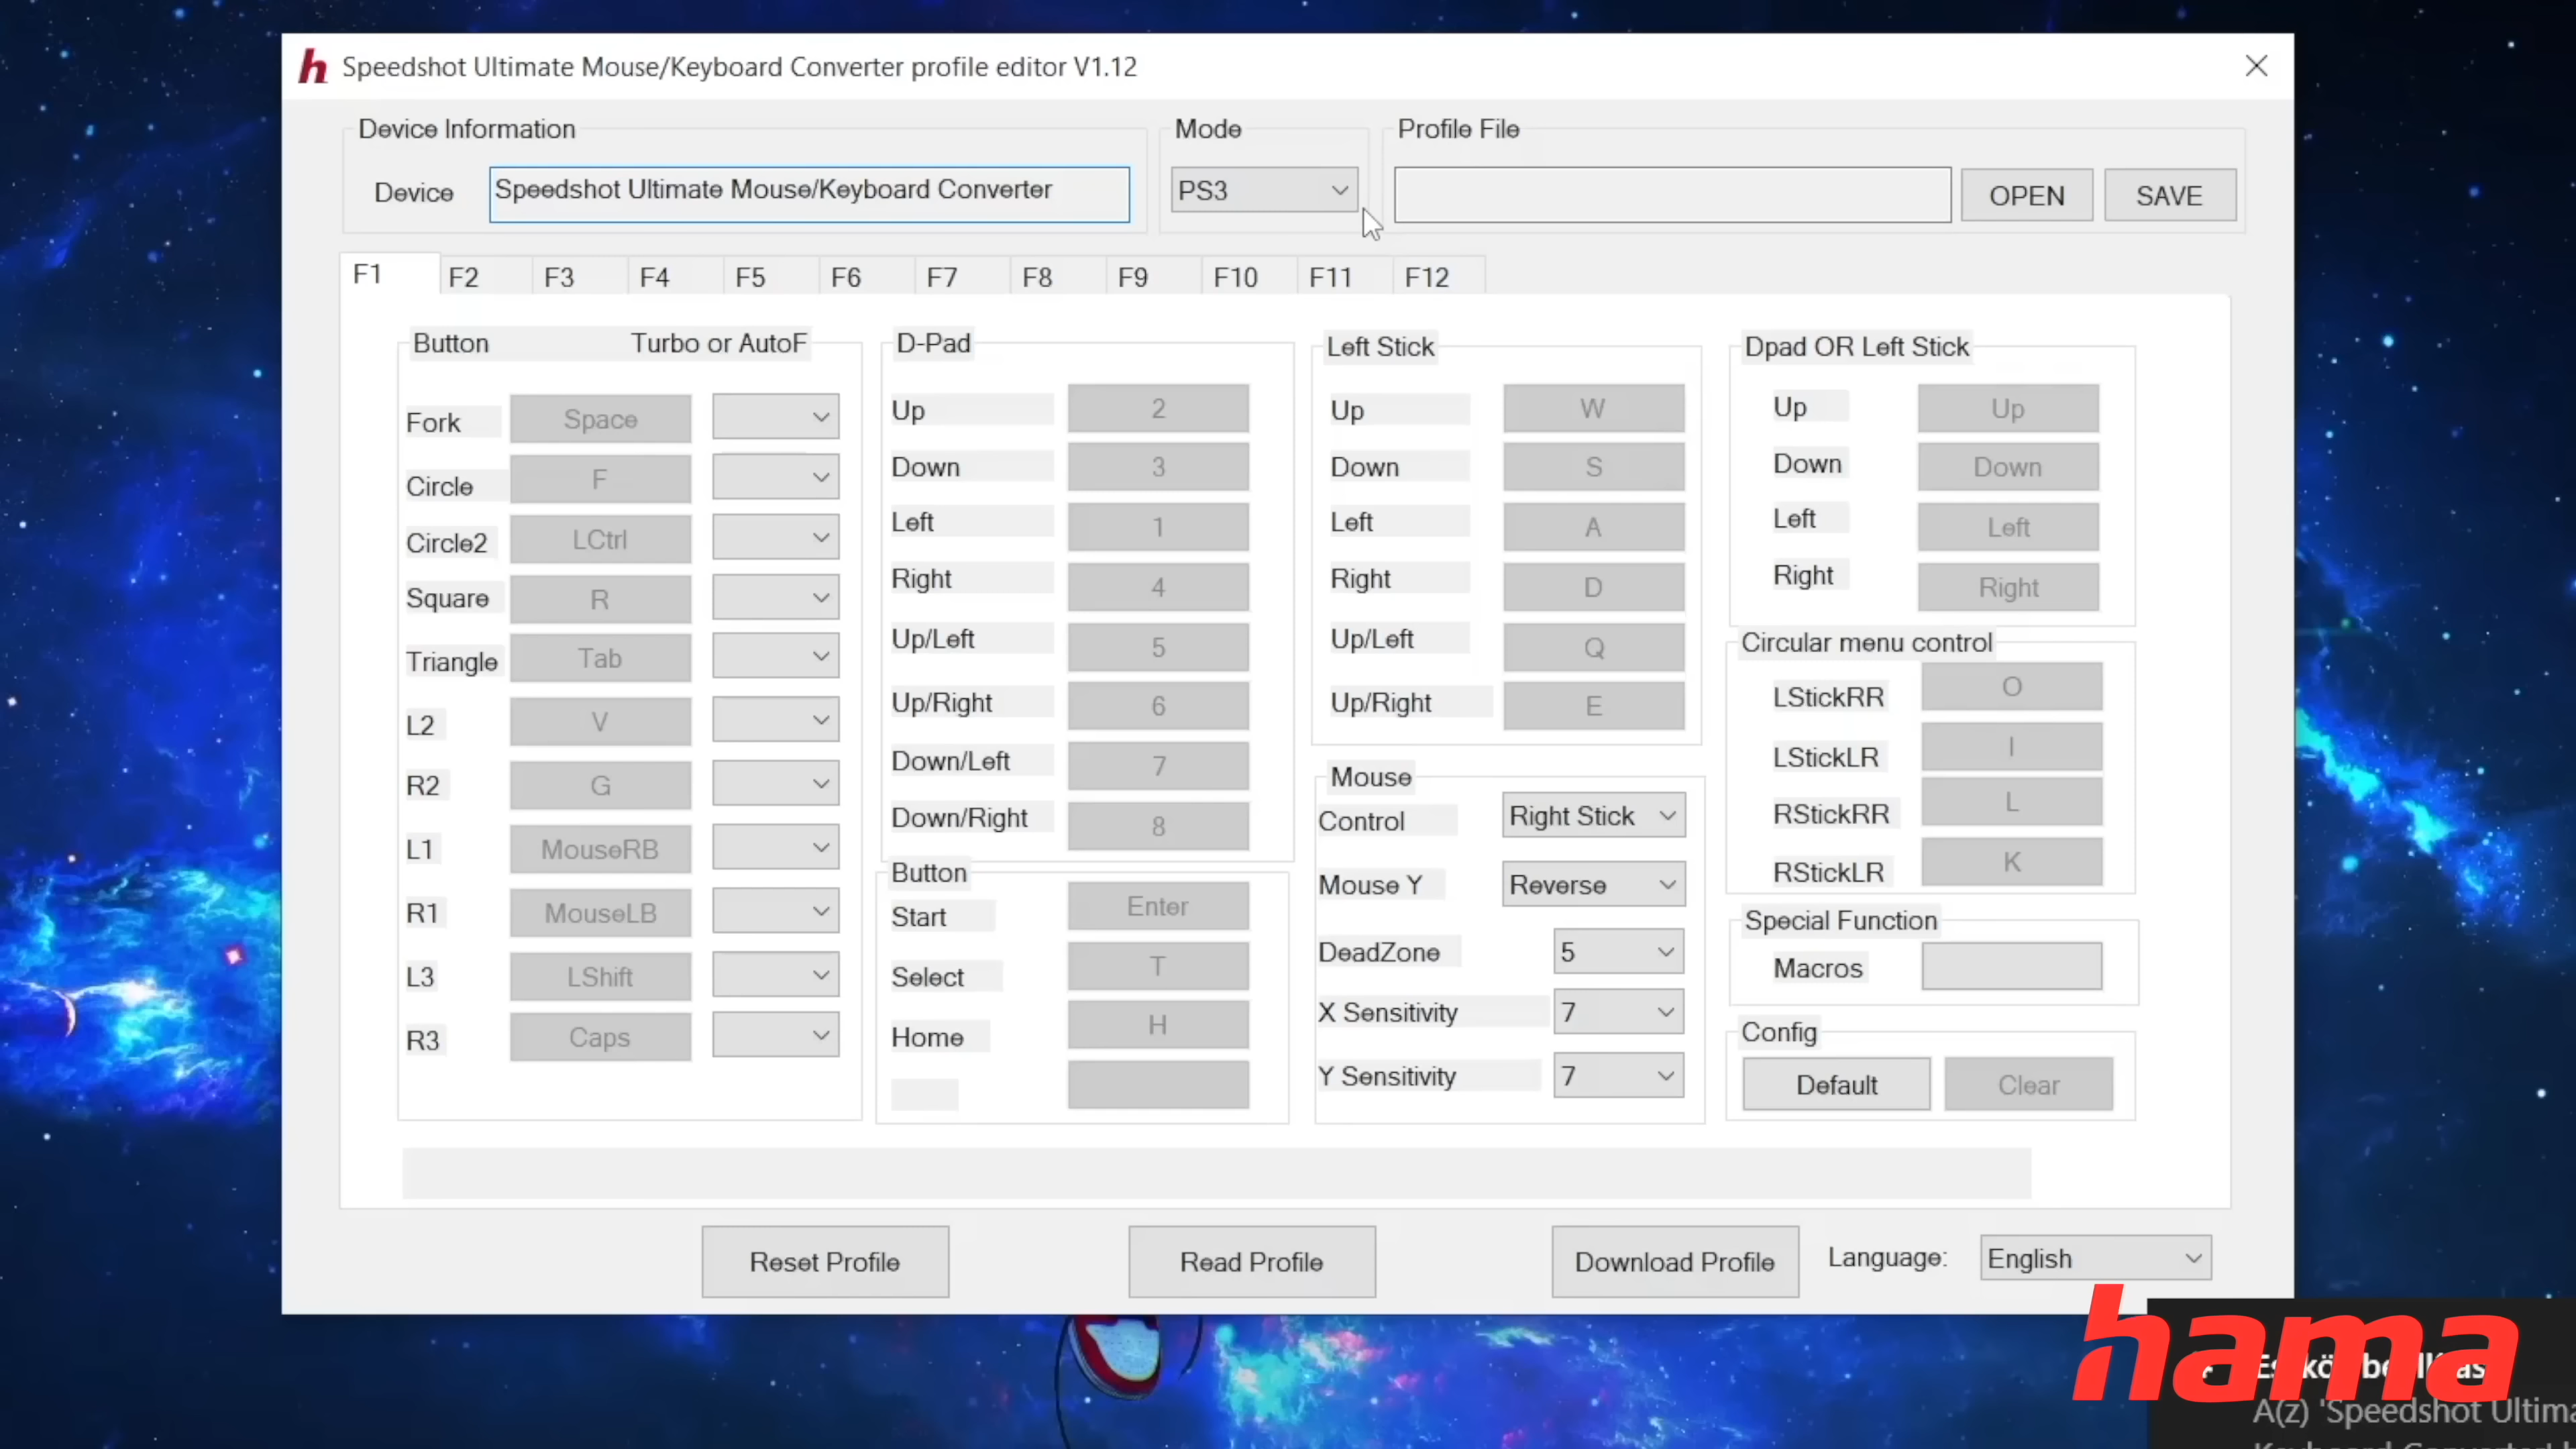 Speedshot Ultimate Mouse/Keyboard Converter profile editor V1.12
Device Information
Mode
Profile File
Device
Speedshot Ultimate Mouse/Keyboard Converter
PS3
OPEN
SAVE
F1
F2
F3
F4
F5
F6
F7
F8
F9
F10
F11
F12
Button
Turbo or AutoF
Fork
Space
Circle
F
Circle2
LCtrl
Square
R
Triangle
Tab
L2
V
R2
G
L1
MouseRB
R1
MouseLB
L3
LShift
R3
Caps
D-Pad
Up
2
Down
3
Left
1
Right
4
Up/Left
5
Up/Right
6
Down/Left
7
Down/Right
8
Button
Start
Enter
Select
T
Home
H
Left Stick
Up
W
Down
S
Left
A
Right
D
Up/Left
Q
Up/Right
E
Mouse
Control
Right Stick
Mouse Y
Reverse
DeadZone
5
X Sensitivity
7
Y Sensitivity
7
Dpad OR Left Stick
Up
Up
Down
Down
Left
Left
Right
Right
Circular menu control
LStickRR
O
LStickLR
I
RStickRR
L
RStickLR
K
Special Function
Macros
Config
Default
Clear
Reset Profile
Read Profile
Download Profile
Language:
English
hama
A(z) 'Speedshot